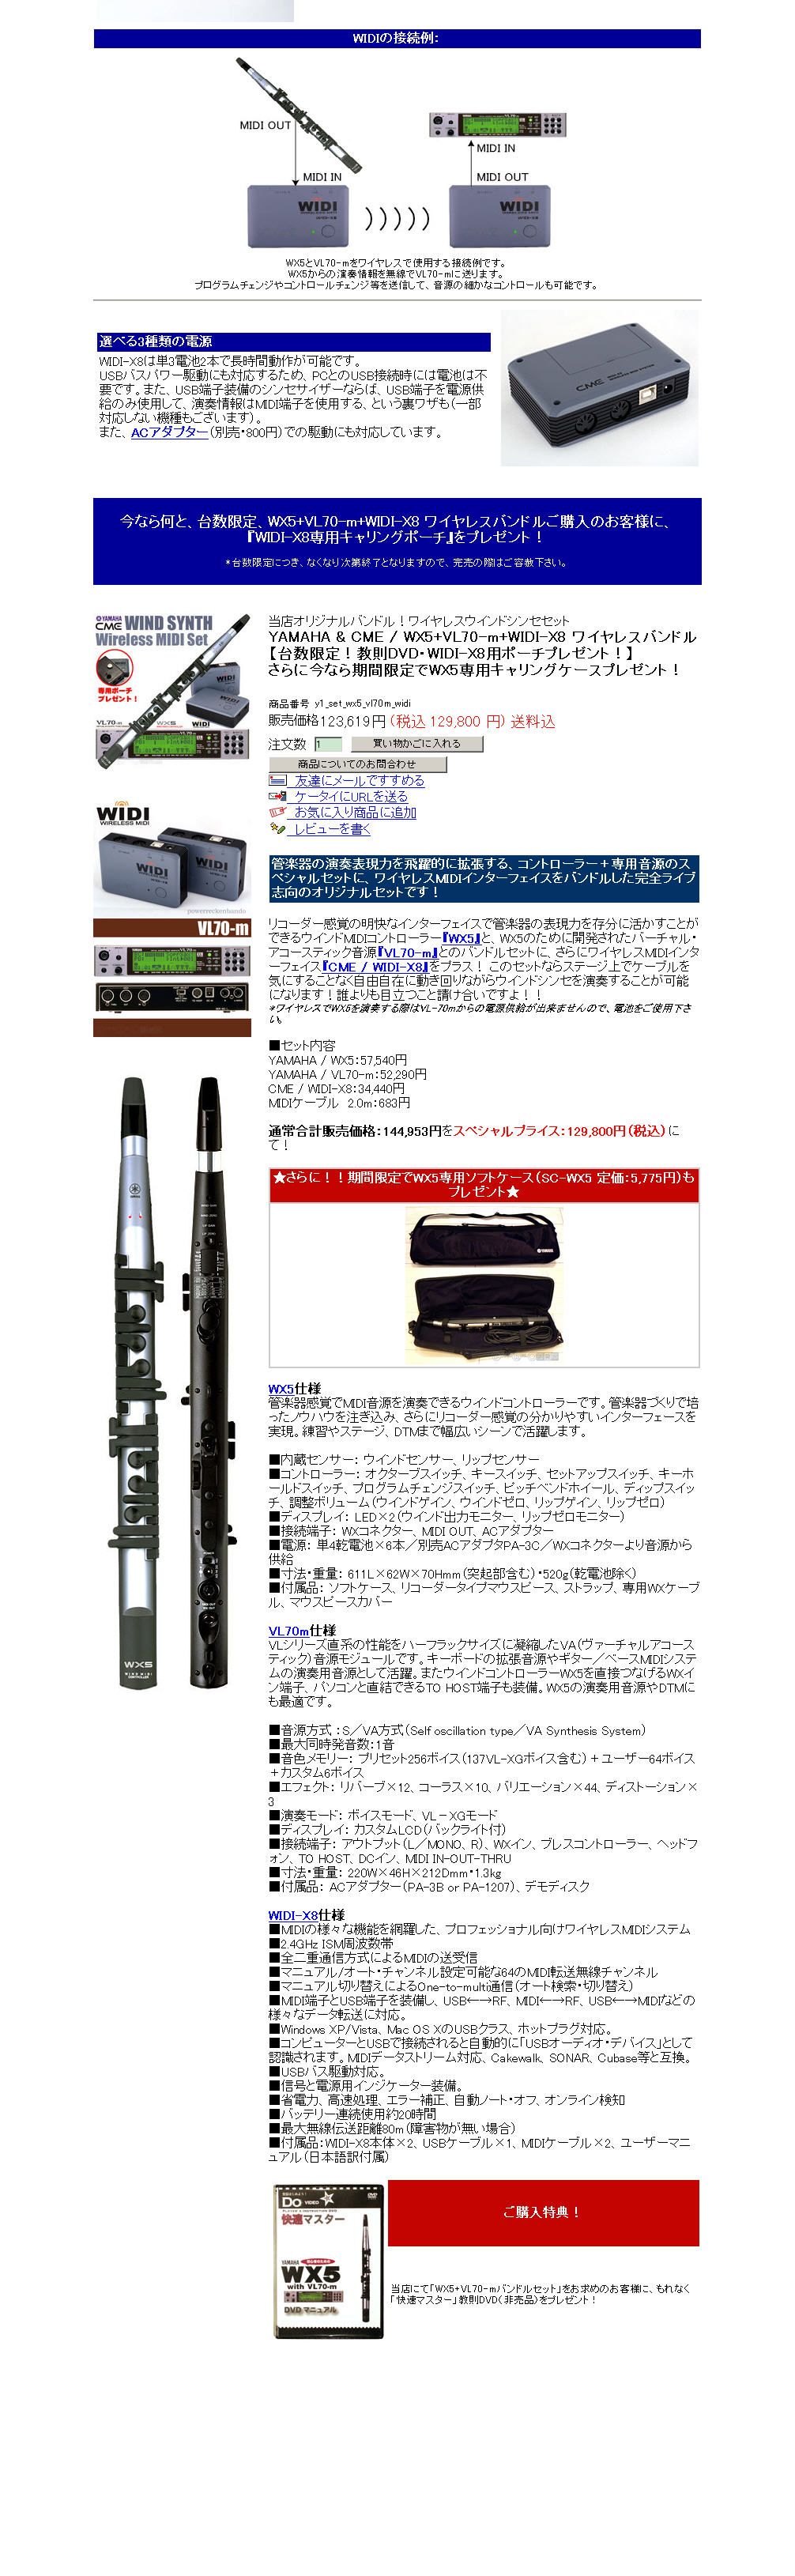 WIDIの接続例:
MIDI OUT
MIDI IN
MIDI IN
MIDI OUT
WIDI
WIDI
WX5とVL70-mをワイヤレスで使用する接続例です。
WX5からの演奏情報を無線でVL70-mに送ります。
プログラムチェンジやコントロールチェンジ等を送信して、音源の細かなコントロールも可能です。
選べる3種類の電源
WIDI-X8は単3電池2本で長時間動作が可能です。
USBバスパワー駆動にも対応するため、PCとのUSB接続時には電池は不
要です。また、USB端子装備のシンセサイザーならば、USB端子を電源供
給のみ使用して、演奏情報はMIDI端子を使用する、という裏ワザも(一部
対応しない機種もございます)。
また、ACアダプター(別売・800円)での駆動にも対応しています。
CME
今なら何と、台数限定、WX5+VL70-m+WIDI-X8 ワイヤレスバンドルご購入のお客様に、
『WIDI-X8専用キャリングポーチ』をプレゼント！
*台数限定につき、なくなり次第終了となりますので、完売の際はご容赦下さい。
YAMAHA
CME WIND SYNTH
Wireless MIDI Set
専用ポーチ
プレゼント！
WIDI
VL70-m
WX5
WIDI
当店オリジナルバンドル！ワイヤレスウインドシンセセット
YAMAHA & CME / WX5+VL70-m+WIDI-X8 ワイヤレスバンドル
【台数限定！教則DVD・WIDI-X8用ポーチプレゼント！】
さらに今なら期間限定でWX5専用キャリングケースプレゼント！
商品番号 y1_set_wx5_vl70m_widi
販売価格123,619円 (税込 129,800 円) 送料込
注文数 1 買い物かごに入れる
商品についてのお問合わせ
友達にメールですすめる
ケータイにURLを送る
お気に入り商品に追加
レビューを書く
WIDI
WIRELESS MIDI
powerrecktenhando
VL70-m
管楽器の演奏表現力を飛躍的に拡張する、コントローラー＋専用音源のス
ペシャルセットに、ワイヤレスMIDIインターフェイスをバンドルした完全ライブ
志向のオリジナルセットです！
リコーダー感覚の明快なインターフェイスで管楽器の表現力を存分に活かすことが
できるウインドMIDIコントローラー『WX5』と、WX5のために開発されたバーチャル・
アコースティック音源『VL70-m』とのバンドルセットに、さらにワイヤレスMIDIインタ
ーフェイス『CME / WIDI-X8』をプラス！ このセットならステージ上でケーブルを
気にすることなく自由自在に動き回りながらウインドシンセを演奏することが可能
になります！誰よりも目立つこと請け合いですよ！！
*ワイヤレスでWX5を演奏する際はVL-70mからの電源供給が出来ませんので、電池をご使用下さ
い。
■セット内容
YAMAHA / WX5:57,540円
YAMAHA / VL70-m:52,290円
CME / WIDI-X8:34,440円
MIDIケーブル 2.0m:683円
通常合計販売価格：144,953円をスペシャルプライス：129,800円(税込)に
て！
★さらに！！期間限定でWX5専用ソフトケース(SC-WX5 定価：5,775円)も
プレゼント★
WX5
WX5仕様
管楽器感覚でMIDI音源を演奏できるウインドコントローラーです。管楽器づくりで培
ったノウハウを注ぎ込み、さらにリコーダー感覚の分かりやすいインターフェースを
実現。練習やステージ、DTMまで幅広いシーンで活躍します。
■内蔵センサー： ウインドセンサー、リップセンサー
■コントローラー： オクターブスイッチ、キースイッチ、セットアップスイッチ、キーホ
ールドスイッチ、プログラムチェンジスイッチ、ピッチベンドホイール、ディップスイッ
チ、調整ボリューム(ウインドゲイン、ウインドゼロ、リップゲイン、リップゼロ)
■ディスプレイ： LED×2(ウインド出力モニター、リップゼロモニター)
■接続端子： WXコネクター、MIDI OUT、ACアダプター
■電源： 単4乾電池×6本／別売ACアダプタPA-3C／WXコネクターより音源から
供給
■寸法・重量： 611L×62W×70Hmm(突起部含む)・520g(乾電池除く)
■付属品： ソフトケース、リコーダータイプマウスピース、ストラップ、専用WXケーブ
ル、マウスピースカバー
VL70m仕様
VLシリーズ直系の性能をハーフラックサイズに凝縮したVA(ヴァーチャルアコース
ティック)音源モジュールです。キーボードの拡張音源やギター／ベースMIDIシステ
ムの演奏用音源として活躍。またウインドコントローラーWX5を直接つなげるWXイ
ン端子、パソコンと直結できるTO HOST端子も装備。WX5の演奏用音源やDTMに
も最適です。
■音源方式 ：S／VA方式(Self oscillation type／VA Synthesis System)
■最大同時発音数：1音
■音色メモリー： プリセット256ボイス(137VL-XGボイス含む)＋ユーザー64ボイス
＋カスタム6ボイス
■エフェクト： リバーブ×12、コーラス×10、バリエーション×44、ディストーション×
3
■演奏モード： ボイスモード、VL－XGモード
■ディスプレイ： カスタムLCD(バックライト付)
■接続端子： アウトプット(L／MONO、R)、WXイン、ブレスコントローラー、ヘッドフ
ォン、TO HOST、DCイン、MIDI IN-OUT-THRU
■寸法・重量： 220W×46H×212Dmm・1.3kg
■付属品： ACアダプター(PA-3B or PA-1207)、デモディスク
WIDI-X8仕様
■MIDIの様々な機能を網羅した、プロフェッショナル向けワイヤレスMIDIシステム
■2.4GHz ISM周波数帯
■全二重通信方式によるMIDIの送受信
■マニュアル/オート・チャンネル設定可能な64のMIDI転送無線チャンネル
■マニュアル切り替えによるOne-to-multi通信(オート検索・切り替え)
■MIDI端子とUSB端子を装備し、USB←→RF、MIDI←→RF、USB←→MIDIなどの
様々なデータ転送に対応。
■Windows XP/Vista、Mac OS XのUSBクラス、ホットプラグ対応。
■コンピューターとUSBで接続されると自動的に「USBオーディオ・デバイス」として
認識されます。MIDIデータストリーム対応、Cakewalk、SONAR、Cubase等と互換。
■USBバス駆動対応。
■信号と電源用インジケーター装備。
■省電力、高速処理、エラー補正、自動ノート・オフ、オンライン検知
■バッテリー連続使用約20時間
■最大無線伝送距離80m(障害物が無い場合)
■付属品：WIDI-X8本体×2、USBケーブル×1、MIDIケーブル×2、ユーザーマニ
ュアル(日本語訳付属)
Do VIDEO
快速マスター
YAMAHA
WX5
with VL70-m
DVDマニュアル
ご購入特典！
当店にて「WX5+VL70-mバンドルセット」をお求めのお客様に、もれなく
「快速マスター」教則DVD(非売品)をプレゼント！